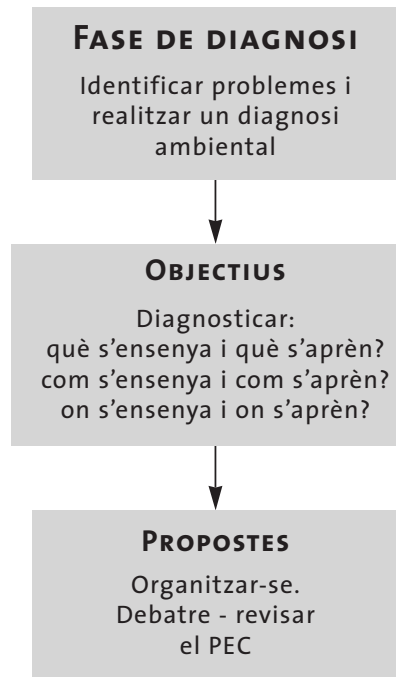 FASE DE DIAGNOSI
Identificar problemes i
realitzar un diagnosi
ambiental
OBJECTIUS
Diagnosticar:
què s’ensenya i què s’aprèn?
com s’ensenya i com s’aprèn?
on s’ensenya i on s’aprèn?
PROPOSTES
Organitzar-se.
Debatre - revisar
el PEC